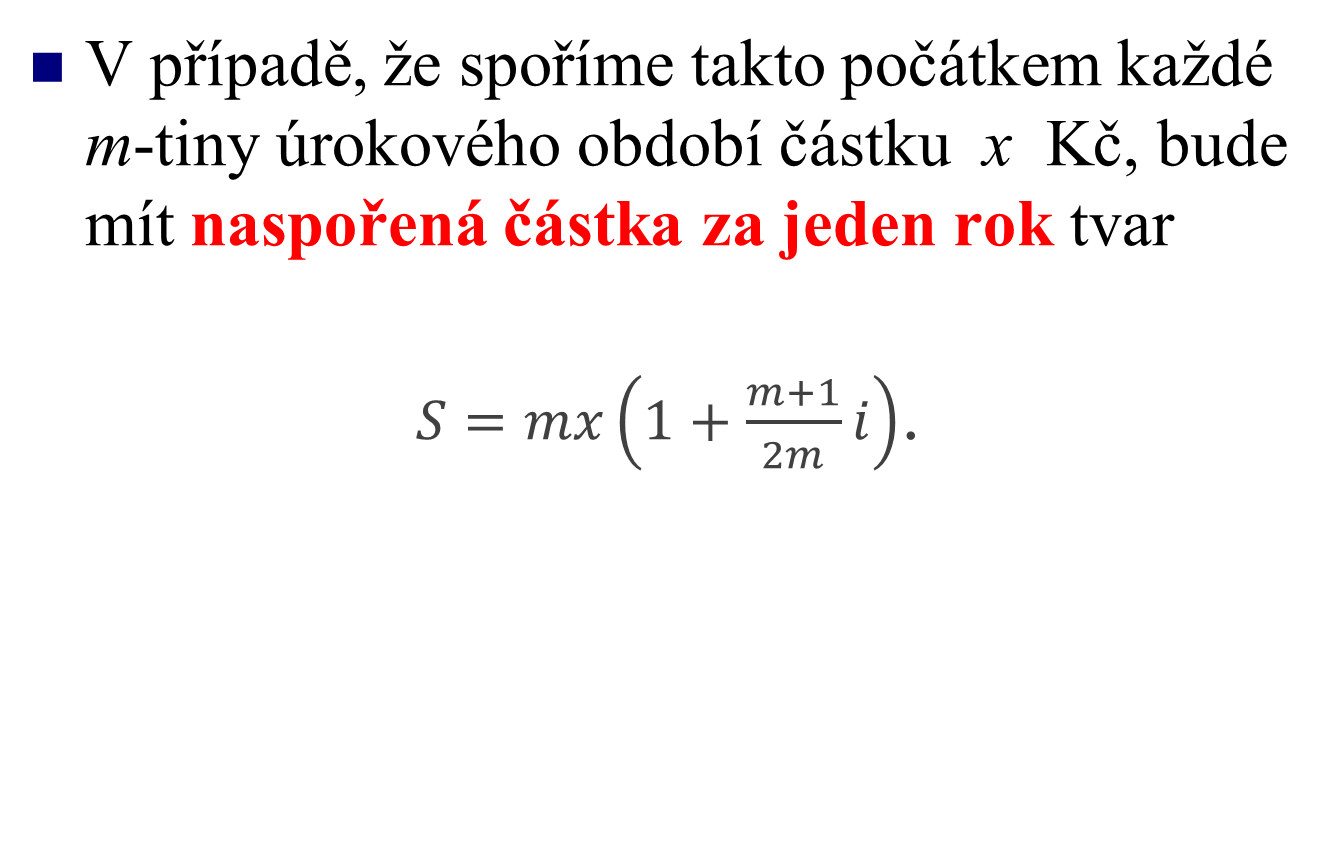 V případě, že spoříme takto počátkem každé
m-tiny úrokového období částku x Kč, bude
mít naspořená částka za jeden rok tvar
S = mx(1 + \frac{m+1}{2m} i).